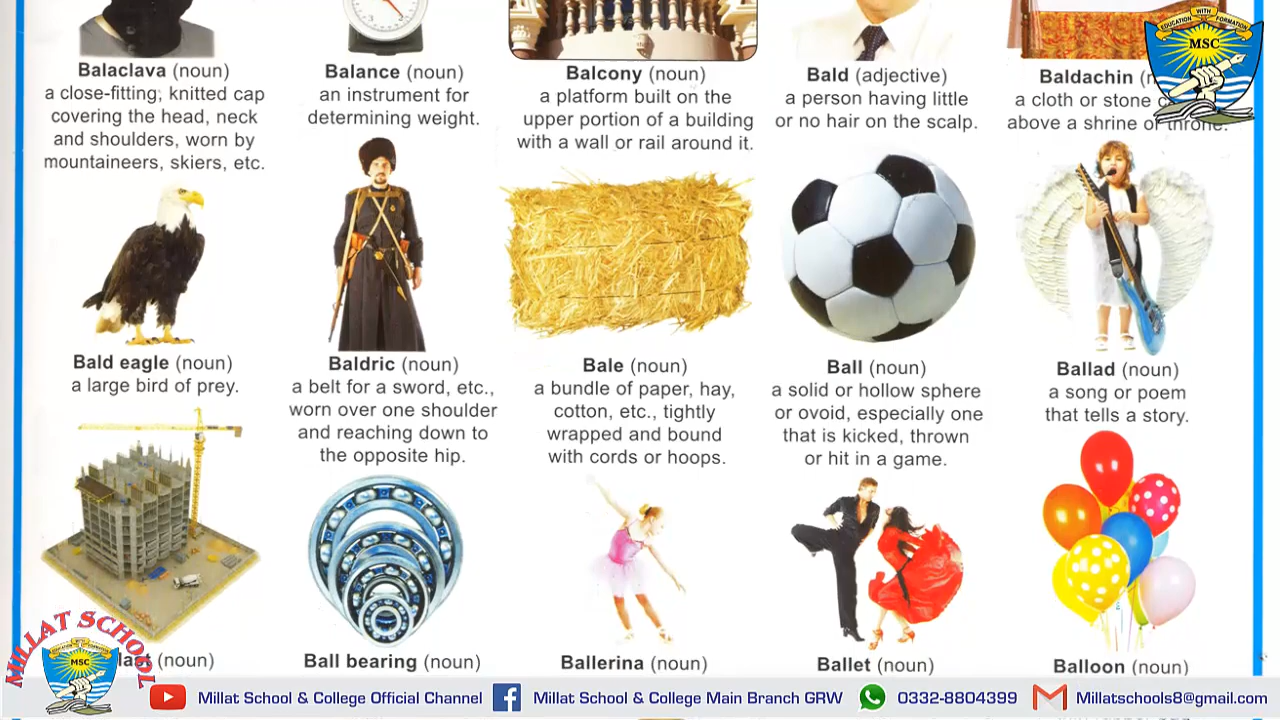 Balaclava (noun)
a close-fitting, knitted cap
covering the head, neck
and shoulders, worn by
mountaineers, skiers, etc.
Balance (noun)
an instrument for
determining weight.
Balcony (noun)
a platform built on the
upper portion of a building
with a wall or rail around it.
Bald (adjective)
a person having little
or no hair on the scalp.
Baldachin
a cloth or stone
above a shrine or throne.
EDUCATION WITH FORMATION
MSC
Bald eagle (noun)
a large bird of prey.
Baldric (noun)
a belt for a sword, etc.,
worn over one shoulder
and reaching down to
the opposite hip.
Bale (noun)
a bundle of paper, hay,
cotton, etc., tightly
wrapped and bound
with cords or hoops.
Ball (noun)
a solid or hollow sphere
or ovoid, especially one
that is kicked, thrown
or hit in a game.
Ballad (noun)
a song or poem
that tells a story.
(noun)
Ball bearing (noun)
Ballerina (noun)
Ballet (noun)
Balloon (noun)
MILLAT SCHOOL
MSC
Millat School & College Official Channel
Millat School & College Main Branch GRW
0332-8804399
Millatschools8@gmail.com